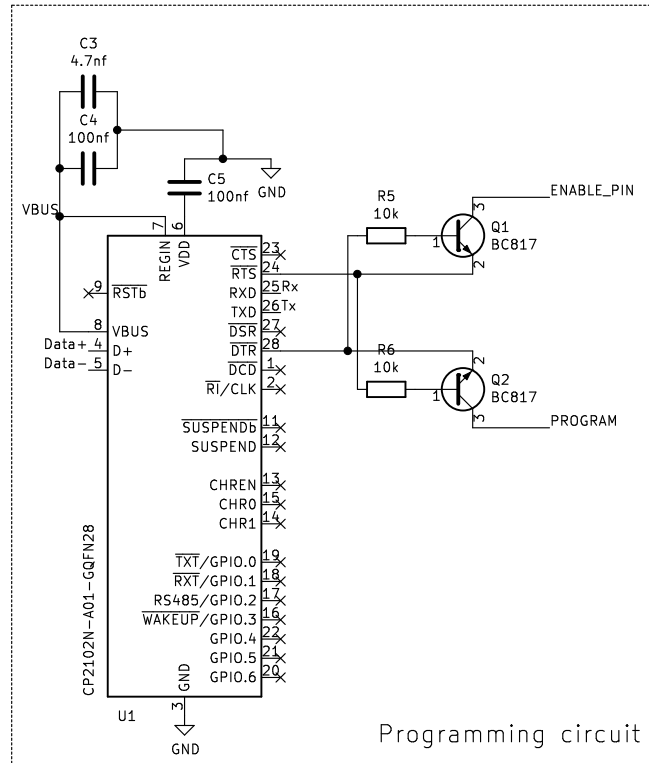 C3
4.7nf
C4
100nf
C5
100nf
GND
VBUS
7
6
REGIN
VDD
R5
10k
ENABLE_PIN
3
Q1
BC817
1
2
CTS 23
RTS 24
9 RSTb
RXD 25 Rx
TXD 26 Tx
8 VBUS
DSR 27
Data+ 4 D+
DTR 28
Data- 5 D-
DCD 1
RI/CLK 2
R6
10k
2
Q2
BC817
1
3
PROGRAM
SUSPENDb 11
SUSPEND 12
CHREN 13
CHR0 15
CHR1 14
TXT/GPIO.0 19
RXT/GPIO.1 18
RS485/GPIO.2 17
WAKEUP/GPIO.3 16
GPIO.4 22
GPIO.5 21
GPIO.6 20
CP2102N-A01-GQFN28
GND
3
U1
GND
Programming circuit